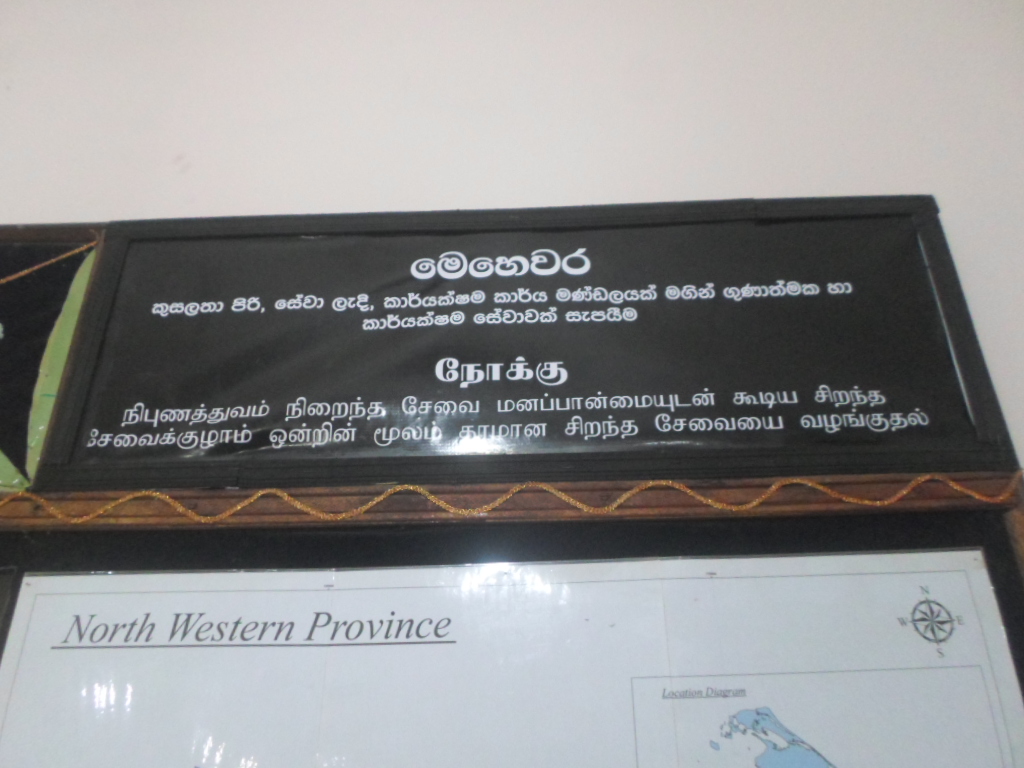 මෙහෙවර
කුසලතා පිරි, සේවා ලැදි, කාර්යක්ෂම කාර්ය මණ්ඩලයක් මගින් ගුණාත්මක හා
කාර්යක්ෂම සේවාවක් සැපයීම
நோக்கு
நிபுணத்துவம் நிறைந்த சேவை மனப்பான்மையுடன் கூடிய சிறந்த
சேவைக்குழாம் ஒன்றின் மூலம் தரமான சிறந்த சேவையை வழங்குதல்
North Western Province
N
W E
S
Location Diagram